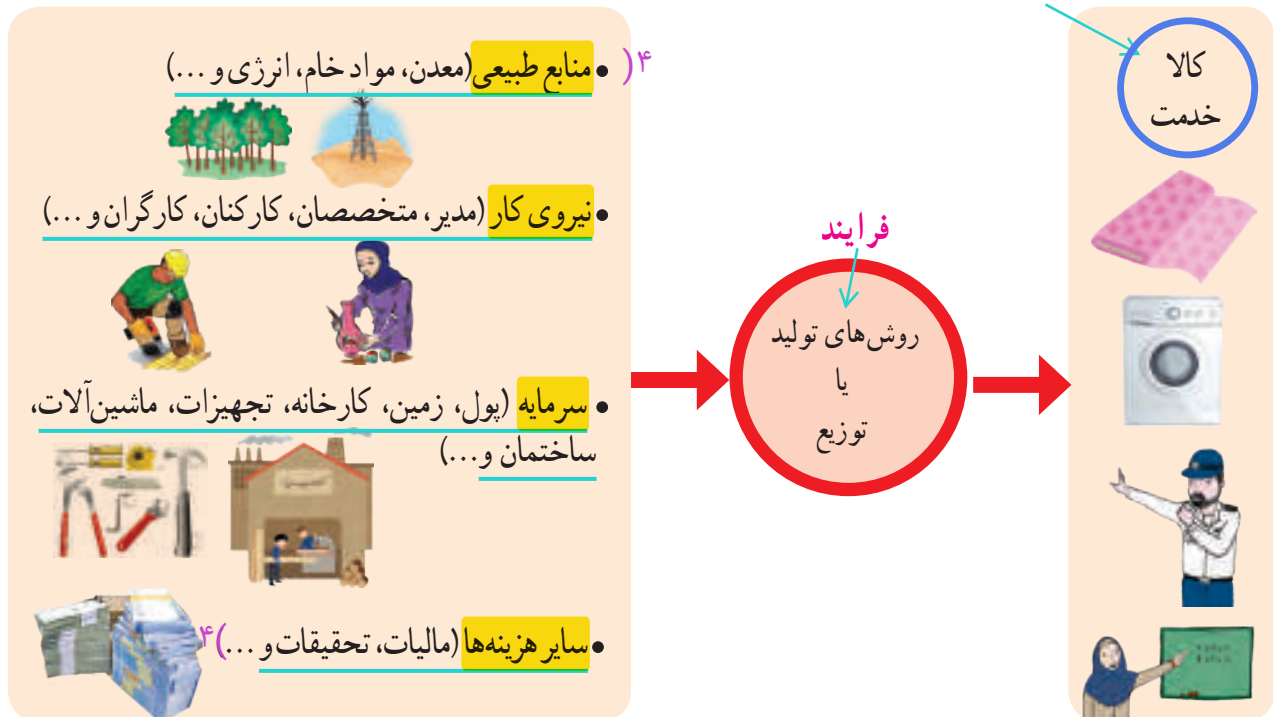 ۴)
• منابع طبیعی (معدن، مواد خام، انرژی و ...)
• نیروی کار (مدیر، متخصصان، کارکنان، کارگران و ...)
• سرمایه (پول، زمین، کارخانه، تجهیزات، ماشین‌آلات،
ساختمان و...)
• سایر هزینه‌ها (مالیات، تحقیقات و ...)
۴)
فرایند
روش‌های تولید
یا
توزیع
کالا
خدمت